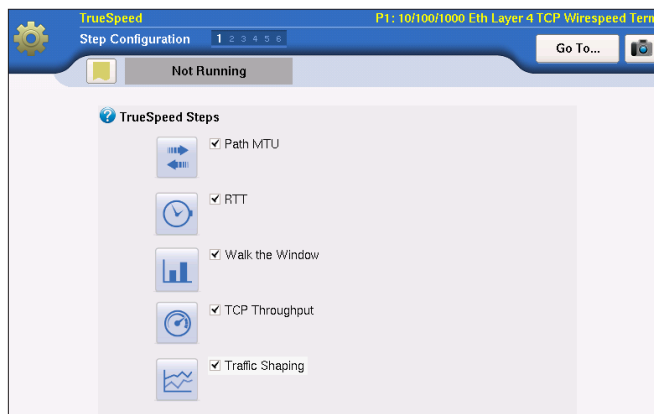 TrueSpeed
P1: 10/100/1000 Eth Layer 4 TCP Wirespeed Term
Step Configuration
1 2 3 4 5 6
Go To...
Not Running
TrueSpeed Steps
Path MTU
RTT
Walk the Window
TCP Throughput
Traffic Shaping